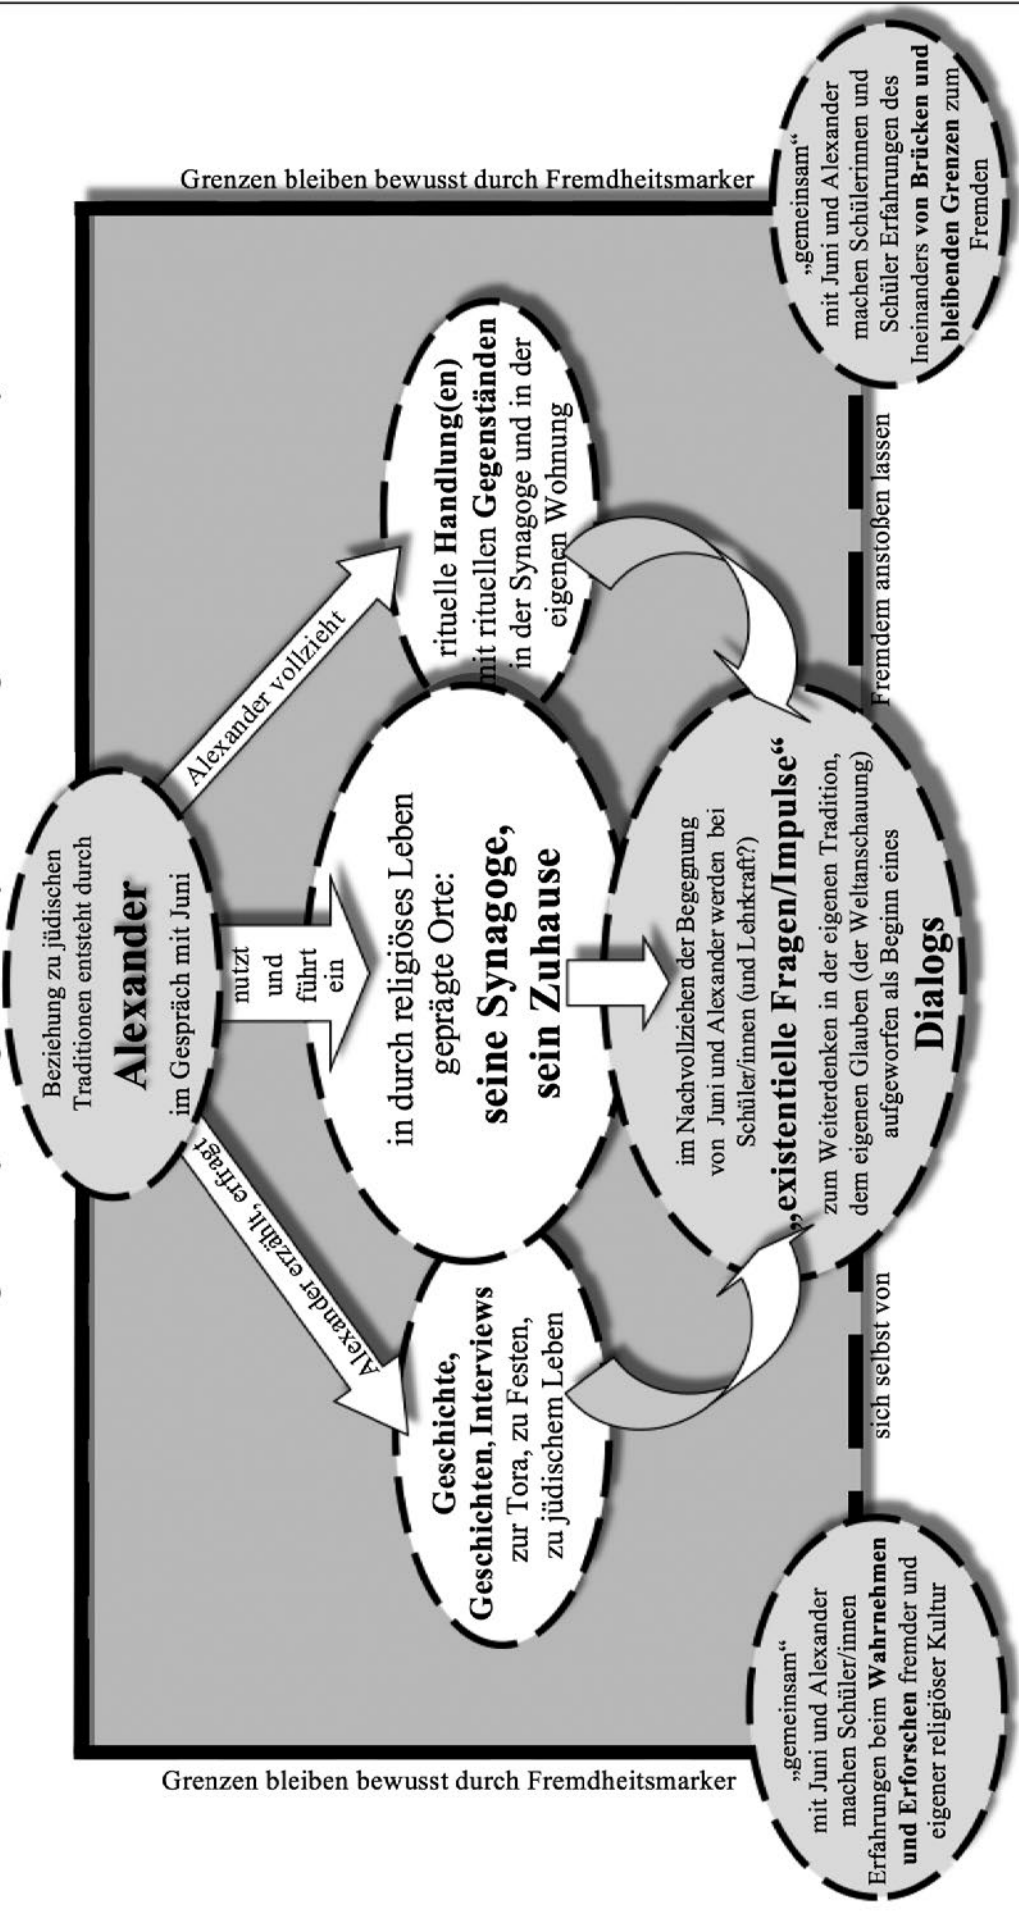 Beziehung zu jüdischen
Traditionen entsteht durch
Alexander
im Gespräch mit Juni
Alexander erzählt, erfragt
nutzt
und
führt
ein
Alexander vollzieht
Geschichte,
Geschichten, Interviews
zur Tora, zu Festen,
zu jüdischem Leben
in durch religiöses Leben
geprägte Orte:
seine Synagoge,
sein Zuhause
rituelle Handlung(en)
mit rituellen Gegenständen
in der Synagoge und in der
eigenen Wohnung
im Nachvollziehen der Begegnung
von Juni und Alexander werden bei
Schüler/innen (und Lehrkraft?)
„existentielle Fragen/Impulse“
zum Weiterdenken in der eigenen Tradition,
dem eigenen Glauben (der Weltanschauung)
aufgeworfen als Beginn eines
Dialogs
Grenzen bleiben bewusst durch Fremdheitsmarker
Grenzen bleiben bewusst durch Fremdheitsmarker
„gemeinsam“
mit Juni und Alexander
machen Schüler/innen
Erfahrungen beim Wahrnehmen
und Erforschen fremder und
eigener religiöser Kultur
sich selbst von
Fremdem anstoßen lassen
„gemeinsam“
mit Juni und Alexander
machen Schülerinnen und
Schüler Erfahrungen des
Ineinanders von Brücken und
bleibenden Grenzen zum
Fremden